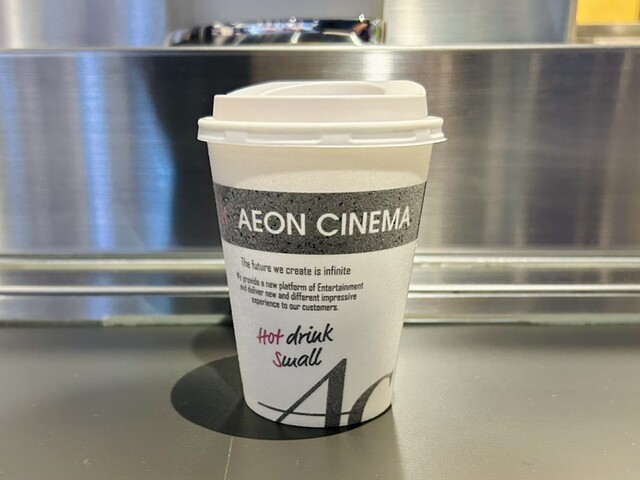 AEON CINEMA
The future we create is infinite
We provide a new platform of Entertainment
and deliver new and different impressive
experience to our customers.
Hot drink
Small